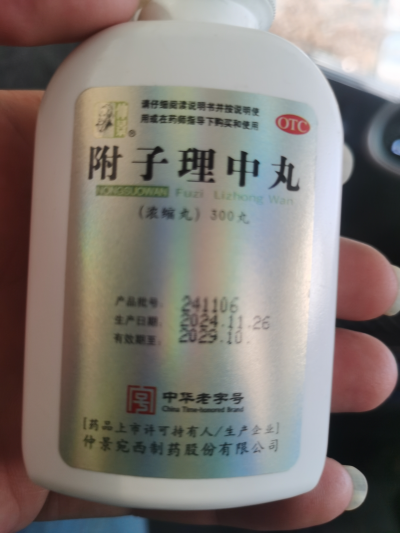 请仔细阅读说明书并按说明使
用或在药师指导下购买和使用
OTC
附子理中丸
NONGSUOWAN Fuzi Lizhong Wan
(浓缩丸) 300丸
产品批号: 241106
生产日期: 2024.11.26
有效期至: 2029.10.
中华老字号
China Time-honored Brand
[药品上市许可持有人/生产企业]
仲景宛西制药股份有限公司